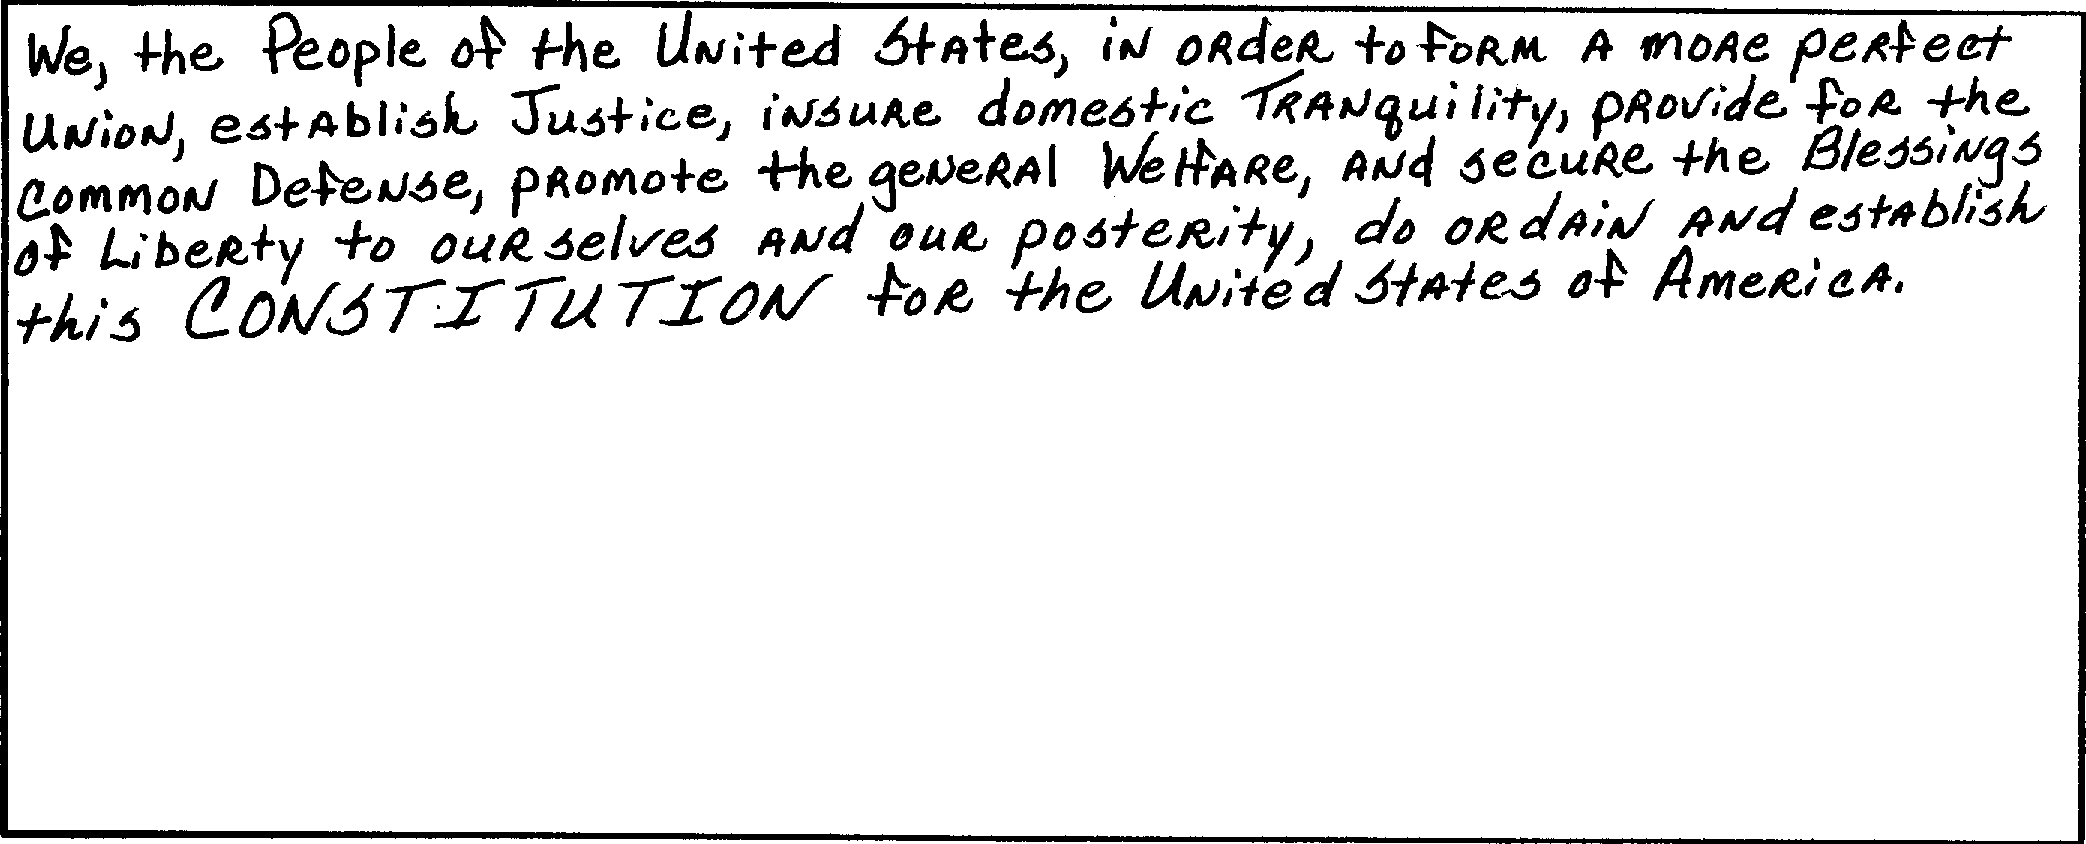 We, the People of the United States, in order to form a more perfect
Union, establish Justice, insure domestic Tranquility, provide for the
Common Defense, promote the general Welfare, and secure the Blessings
of Liberty to ourselves and our posterity, do ordain and establish
this CONSTITUTION for the United States of America.